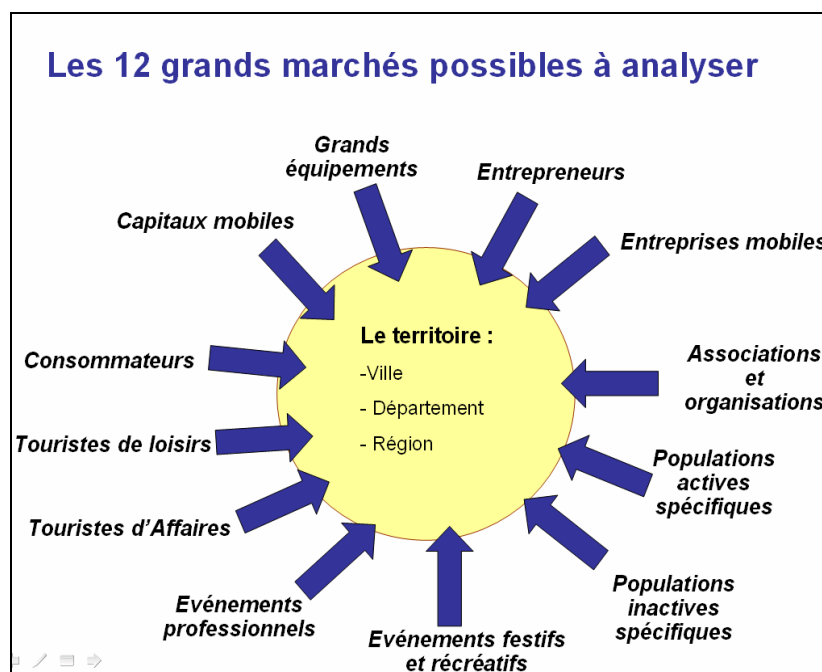 Les 12 grands marchés possibles à analyser
Grands
équipements
Entrepreneurs
Capitaux mobiles
Entreprises mobiles
Le territoire :
-Ville
- Département
- Région
Consommateurs
Associations
et
organisations
Touristes de loisirs
Populations
actives
spécifiques
Touristes d’Affaires
Populations
inactives
spécifiques
Evénements
professionnels
Evénements festifs
et récréatifs